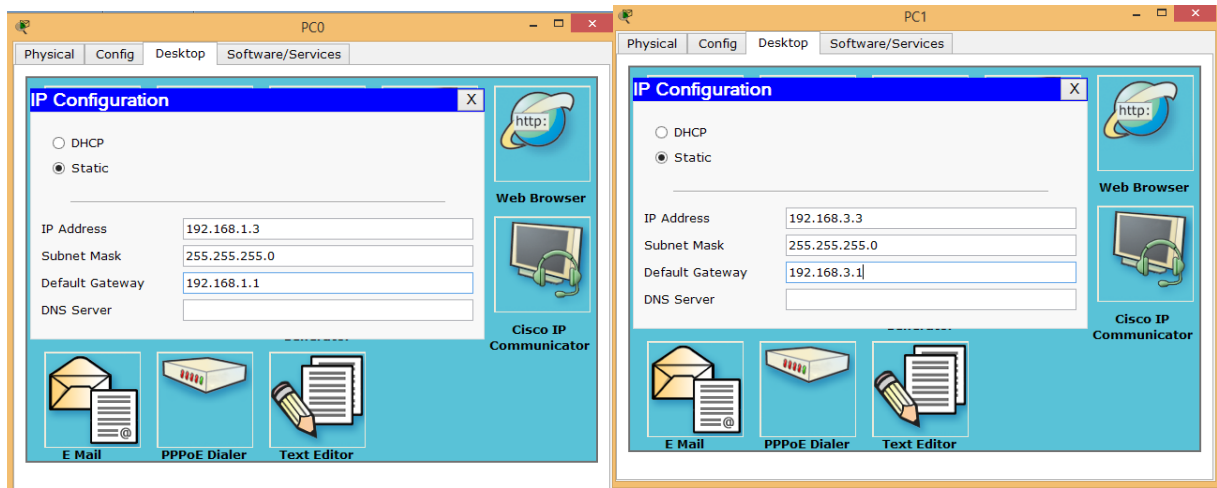 PC0
Physical Config Desktop Software/Services
IP Configuration X
http:
DHCP
Static
Web Browser
IP Address 192.168.1.3
Subnet Mask 255.255.255.0
Default Gateway 192.168.1.1
DNS Server
Cisco IP
Communicator
@
E Mail PPPoE Dialer Text Editor
PC1
Physical Config Desktop Software/Services
IP Configuration X
http:
DHCP
Static
Web Browser
IP Address 192.168.3.3
Subnet Mask 255.255.255.0
Default Gateway 192.168.3.1
DNS Server
Cisco IP
Communicator
@
E Mail PPPoE Dialer Text Editor